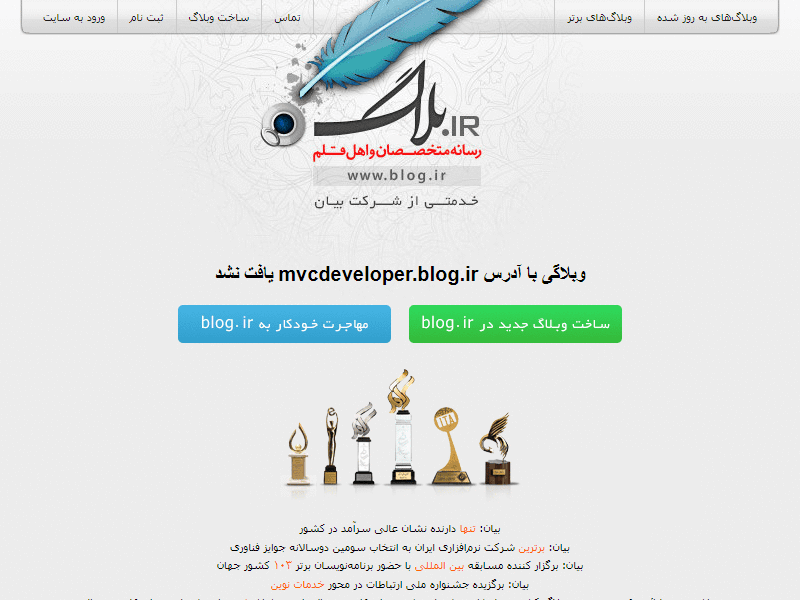 وبلاگ‌های به روز شده
وبلاگ‌های برتر
تماس
ساخت وبلاگ
ثبت نام
ورود به سایت
بلاگ.IR
رسانه متخصصان و اهل قلم
www.blog.ir
خدمتی از شرکت بیان
وبلاگی با آدرس mvcdeveloper.blog.ir یافت نشد
ساخت وبلاگ جدید در blog.ir
مهاجرت خودکار به blog.ir
ITA
بیان: تنها دارنده نشان عالی سرآمد در کشور
بیان: برترین شرکت نرم‌افزاری ایران به انتخاب سومین دوسالانه جوایز فناوری
بیان: برگزار کننده مسابقه بین المللی با حضور برنامه‌نویسان برتر ۱۰۳ کشور جهان
بیان: برگزیده جشنواره ملی ارتباطات در محور خدمات نوین